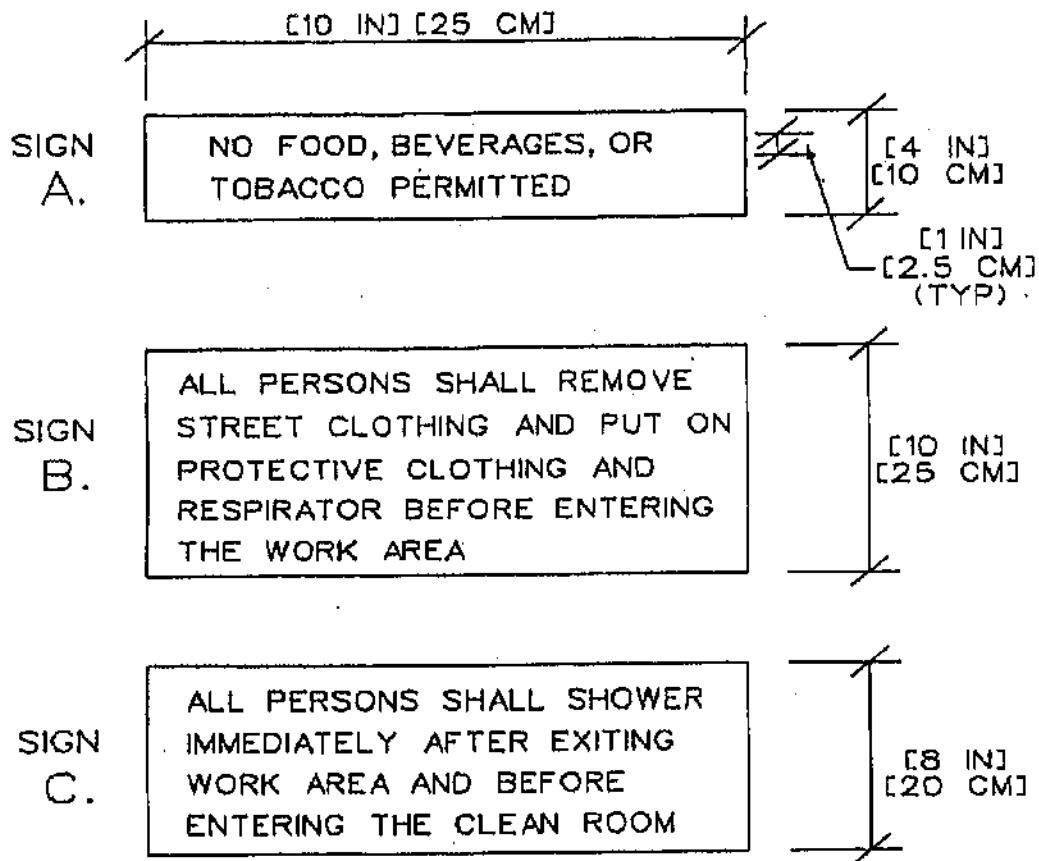 [10 IN] [25 CM]
SIGN
A.
NO FOOD, BEVERAGES, OR
TOBACCO PERMITTED
[4 IN]
[10 CM]
[1 IN]
[2.5 CM]
(TYP)
SIGN
B.
ALL PERSONS SHALL REMOVE
STREET CLOTHING AND PUT ON
PROTECTIVE CLOTHING AND
RESPIRATOR BEFORE ENTERING
THE WORK AREA
[10 IN]
[25 CM]
SIGN
C.
ALL PERSONS SHALL SHOWER
IMMEDIATELY AFTER EXITING
WORK AREA AND BEFORE
ENTERING THE CLEAN ROOM
[8 IN]
[20 CM]